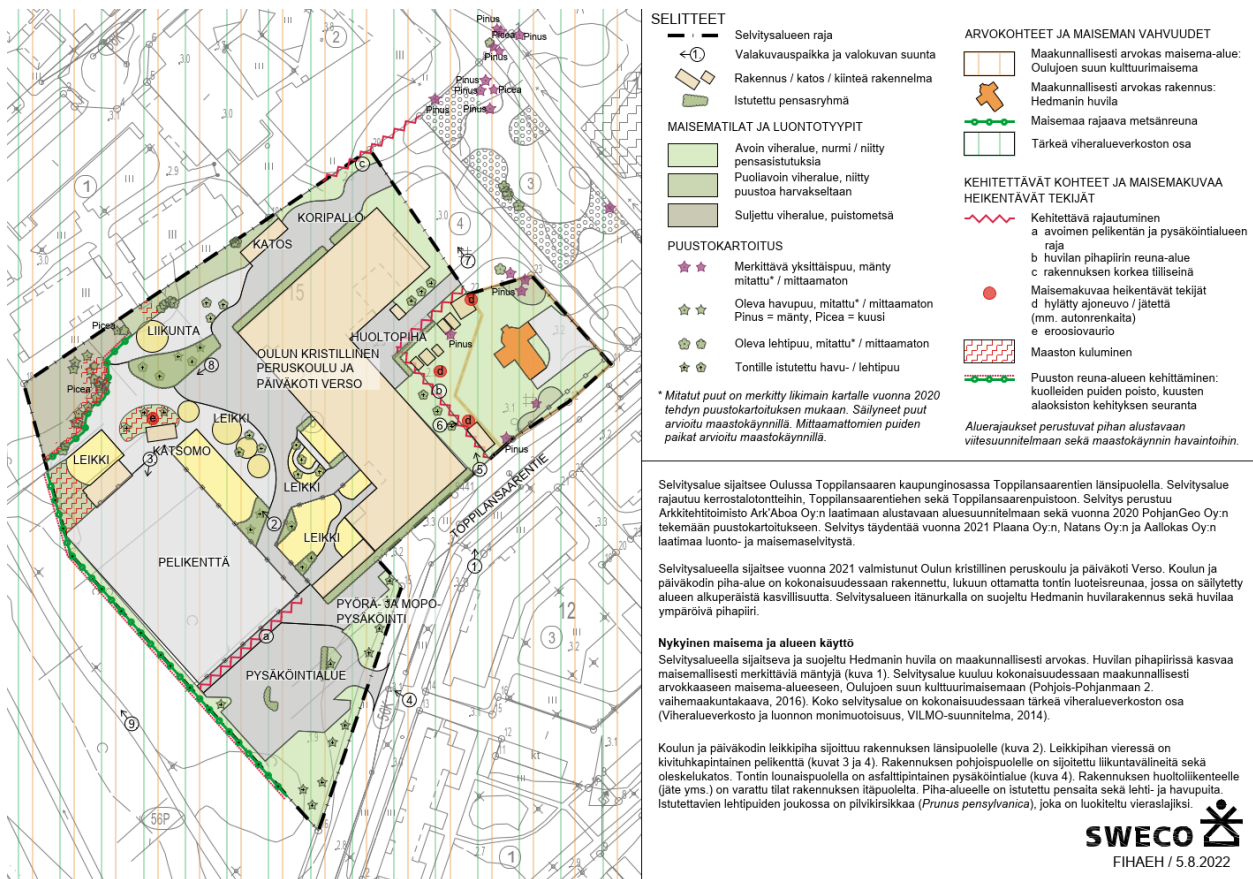 SELITTEET
Selvitysalueen raja
Valakuvauspaikka ja valokuvan suunta
Rakennus / katos / kiinteä rakennelma
Istutettu pensasryhmä
MAISEMATILAT JA LUONTOTYYPIT
Avoin viheralue, nurmi / niitty
pensasistutuksia
Puoliavoin viheralue, niitty
puustoa harvakseltaan
Suljettu viheralue, puistometsä
PUUSTOKARTOITUS
Merkittävä yksittäispuu, mänty
mitattu* / mittaamaton
Oleva havupuu, mitattu* / mittaamaton
Pinus = mänty, Picea = kuusi
Oleva lehtipuu, mitattu* / mittaamaton
Tontille istutettu havu- / lehtipuu
* Mitatut puut on merkitty likimain kartalle vuonna 2020
tehdyn puustokartoituksen mukaan. Säilyneet puut
arvioitu maastokäynnillä. Mittaamattomien puiden
paikat arvioitu maastokäynnillä.
ARVOKOHTEET JA MAISEMAN VAHVUUDET
Maakunnallisesti arvokas maisema-alue:
Oulujoen suun kulttuurimaisema
Maakunnallisesti arvokas rakennus:
Hedmanin huvila
Maisemaa rajaava metsänreuna
Tärkeä viheralueverkoston osa
KEHITETTÄVÄT KOHTEET JA MAISEMAKUVAA
HEIKENTÄVÄT TEKIJÄT
Kehitettävä rajautuminen
a avoimen pelikentän ja pysäköintialueen
raja
b huvilan pihapiirin reuna-alue
c rakennuksen korkea tiiliseinä
Maisemakuvaa heikentävät tekijät
d hylätty ajoneuvo / jätettä
(mm. autonrenkaita)
e eroosiovaurio
Maaston kuluminen
Puuston reuna-alueen kehittäminen:
kuolleiden puiden poisto, kuusten
alaoksiston kehityksen seuranta
Aluerajaukset perustuvat pihan alustavaan
viitesuunnitelmaan sekä maastokäynnin havaintoihin.
Selvitysalue sijaitsee Oulussa Toppilansaaren kaupunginosassa Toppilansaarentien länsipuolella. Selvitysalue
rajautuu kerrostalotontteihin, Toppilansaarentiehen sekä Toppilansaarenpuistoon. Selvitys perustuu
Arkkitehtitoimisto Ark'Aboa Oy:n laatimaan alustavaan aluesuunnitelmaan sekä vuonna 2020 PohjanGeo Oy:n
tekemään puustokartoitukseen. Selvitys täydentää vuonna 2021 Plaana Oy:n, Natans Oy:n ja Aallokas Oy:n
laatimaa luonto- ja maisemaselvitystä.
Selvitysalueella sijaitsee vuonna 2021 valmistunut Oulun kristillinen peruskoulu ja päiväkoti Verso. Koulun ja
päiväkodin piha-alue on kokonaisuudessaan rakennettu, lukuun ottamatta tontin luoteisreunaa, jossa on säilytetty
alueen alkuperäistä kasvillisuutta. Selvitysalueen itänurkalla on suojeltu Hedmanin huvilarakennus sekä huvilaa
ympäröivä pihapiiri.
Nykyinen maisema ja alueen käyttö
Selvitysalueella sijaitseva ja suojeltu Hedmanin huvila on maakunnallisesti arvokas. Huvilan pihapiirissä kasvaa
maisemallisesti merkittäviä mäntyjä (kuva 1). Selvitysalue kuuluu kokonaisuudessaan maakunnallisesti
arvokkaaseen maisema-alueeseen, Oulujoen suun kulttuurimaisemaan (Pohjois-Pohjanmaan 2.
vaihemaakuntakaava, 2016). Koko selvitysalue on kokonaisuudessaan tärkeä viheralueverkoston osa
(Viheralueverkosto ja luonnon monimuotoisuus, VILMO-suunnitelma, 2014).
Koulun ja päiväkodin leikkipiha sijoittuu rakennuksen länsipuolelle (kuva 2). Leikkipihan vieressä on
kivituhkapintainen pelikenttä (kuvat 3 ja 4). Rakennuksen pohjoispuolelle on sijoitettu liikuntavälineitä sekä
oleskelukatos. Tontin lounaispuolella on asfalttipintainen pysäköintialue (kuva 4). Rakennuksen huoltoliikenteelle
(jäte yms.) on varattu tilat rakennuksen itäpuolelta. Piha-alueelle on istutettu pensaita sekä lehti- ja havupuita.
Istutettavien lehtipuiden joukossa on pilvikirsikkaa (Prunus pensylvanica), joka on luokiteltu vieraslajiksi.
SWECO
FIHAEH / 5.8.2022
KORIPALLO
KATOS
LIIKUNTA
HUOLTOPIHA
OULUN KRISTILLINEN
PERUSKOULU JA
PÄIVÄKOTI VERSO
LEIKKI
KATSOMO
LEIKKI
LEIKKI
LEIKKI
PELIKENTTÄ
PYÖRÄ- JA MOPO-
PYSÄKÖINTI
PYSÄKÖINTIALUE
TOPPILANSAARENTIE
Pinus
Picea
Pinus
Pinus
Pinus
Pinus
Picea
Pinus
Pinus
Pinus
Pinus
Pinus
Picea
Picea
56P
12
15